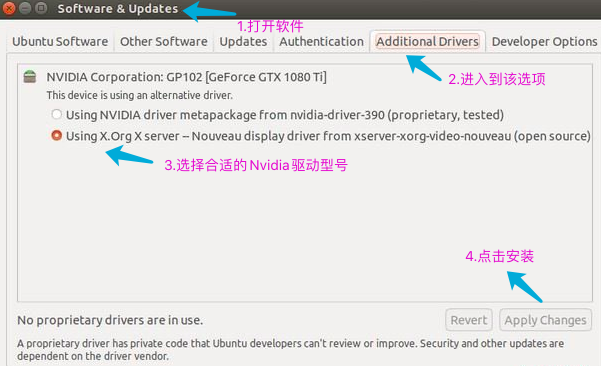 Software & Updates
1.打开软件
Ubuntu Software Other Software Updates Authentication Additional Drivers Developer Options
2.进入到该选项
NVIDIA Corporation: GP102 [GeForce GTX 1080 Ti]
This device is using an alternative driver.
Using NVIDIA driver metapackage from nvidia-driver-390 (proprietary, tested)
Using X.Org X server -- Nouveau display driver from xserver-xorg-video-nouveau (open source)
3.选择合适的Nvidia驱动型号
4.点击安装
No proprietary drivers are in use.
Revert Apply Changes
A proprietary driver has private code that Ubuntu developers can't review or improve. Security and other updates are
dependent on the driver vendor.